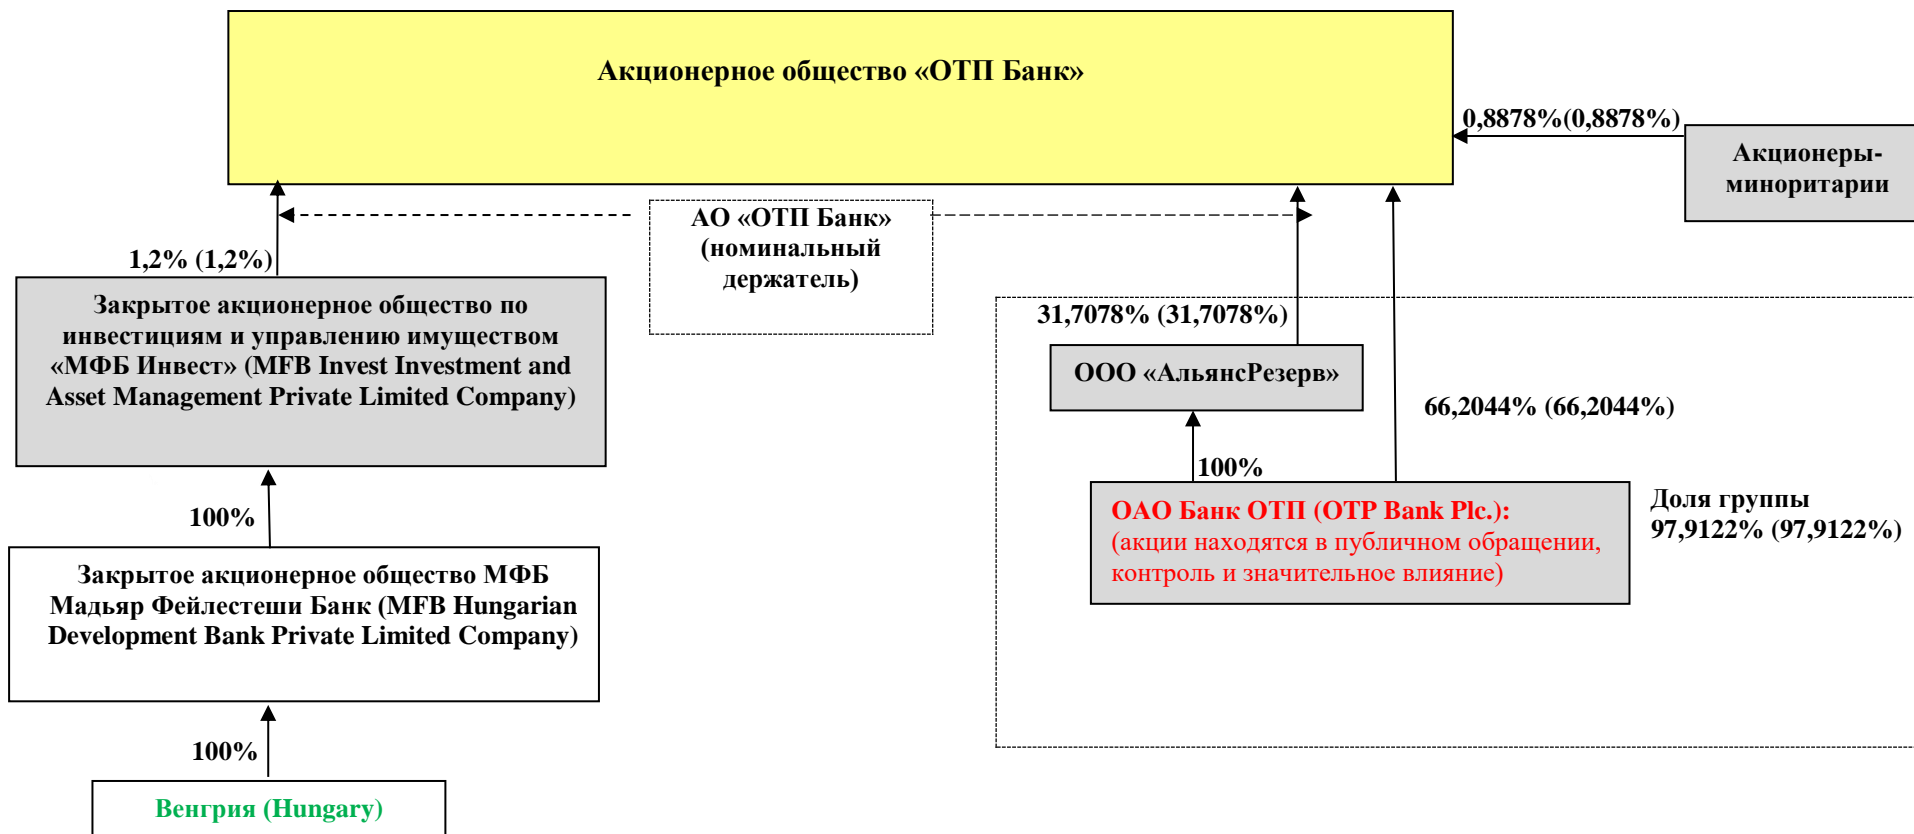 Акционерное общество «ОТП Банк»
0,8878%(0,8878%)
Акционеры-
миноритарии
АО «ОТП Банк»
(номинальный
держатель)
1,2% (1,2%)
Закрытое акционерное общество по
инвестициям и управлению имуществом
«МФБ Инвест» (MFB Invest Investment and
Asset Management Private Limited Company)
31,7078% (31,7078%)
ООО «АльянсРезерв»
66,2044% (66,2044%)
100%
ОАО Банк ОТП (OTP Bank Plc.):
(акции находятся в публичном обращении,
контроль и значительное влияние)
Доля группы
97,9122% (97,9122%)
100%
Закрытое акционерное общество МФБ
Мадьяр Фейлестеши Банк (MFB Hungarian
Development Bank Private Limited Company)
100%
Венгрия (Hungary)